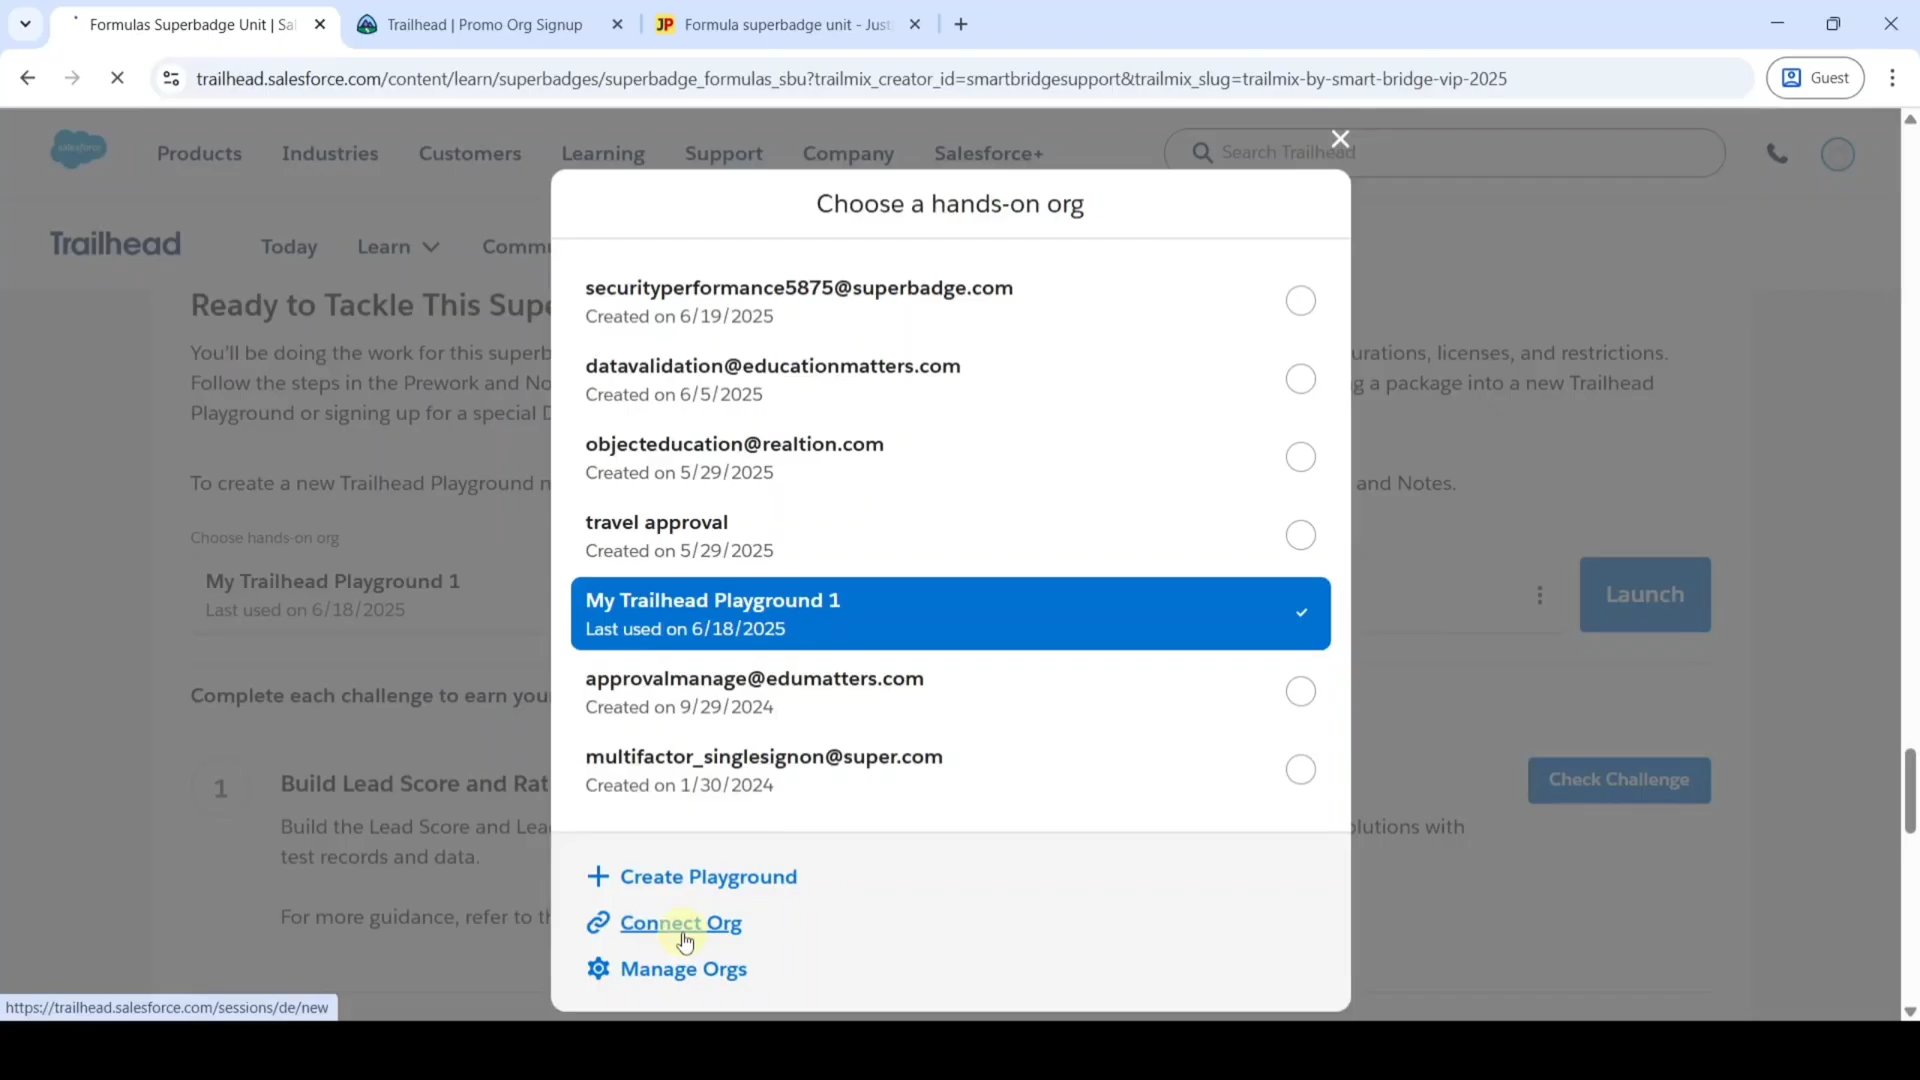 Formulas Superbadge Unit | Sal
Trailhead | Promo Org Signup
JP Formula superbadge unit - Just
trailhead.salesforce.com/content/learn/superbadges/superbadge_formulas_sbu?trailmix_creator_id=smartbridgesupport&trailmix_slug=trailmix-by-smart-bridge-vip-2025
Guest
salesforce
Products
Industries
Customers
Learning
Support
Company
Salesforce+
Search Trailhead
Trailhead
Today
Learn
Commu
Choose a hands-on org
securityperformance5875@superbadge.com
Created on 6/19/2025
datavalidation@educationmatters.com
Created on 6/5/2025
objecteducation@realtion.com
Created on 5/29/2025
travel approval
Created on 5/29/2025
My Trailhead Playground 1
Last used on 6/18/2025
approvalmanage@edumatters.com
Created on 9/29/2024
multifactor_singlesignon@super.com
Created on 1/30/2024
Create Playground
Connect Org
Manage Orgs
Ready to Tackle This Supe
You'll be doing the work for this superb urations, licenses, and restrictions.
Follow the steps in the Prework and No g a package into a new Trailhead
Playground or signing up for a special D
To create a new Trailhead Playground n and Notes.
Choose hands-on org
My Trailhead Playground 1
Last used on 6/18/2025
Launch
Complete each challenge to earn you
1
Build Lead Score and Rat
Check Challenge
Build the Lead Score and Lea olutions with
test records and data.
For more guidance, refer to th
https://trailhead.salesforce.com/sessions/de/new